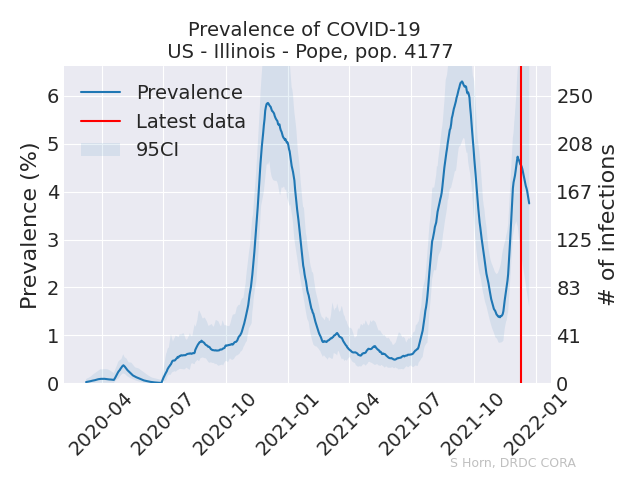 Prevalence of COVID-19
US - Illinois - Pope, pop. 4177
Prevalence
Latest data
95CI
Prevalence (%)
6
5
4
3
2
1
0
# of infections
250
208
167
125
83
41
0
2020-04
2020-07
2020-10
2021-01
2021-04
2021-07
2021-10
2022-01
S Horn, DRDC CORA